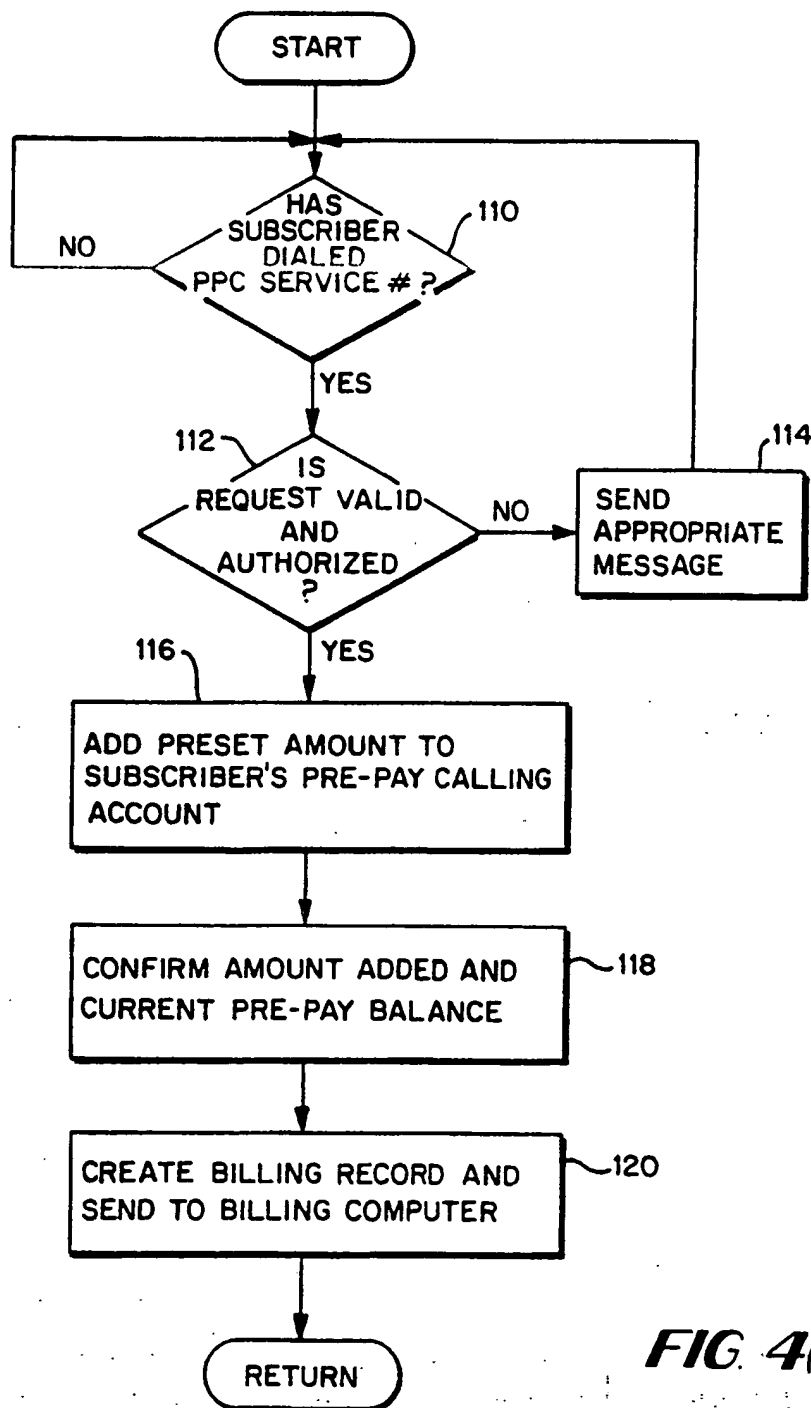 START
HAS
SUBSCRIBER
DIALED
PPC SERVICE # ?
110
NO
YES
112
IS
REQUEST VALID
AND
AUTHORIZED
?
NO
114
SEND
APPROPRIATE
MESSAGE
YES
116
ADD PRESET AMOUNT TO
SUBSCRIBER'S PRE-PAY CALLING
ACCOUNT
CONFIRM AMOUNT ADDED AND
CURRENT PRE-PAY BALANCE
118
CREATE BILLING RECORD AND
SEND TO BILLING COMPUTER
120
RETURN
FIG. 4